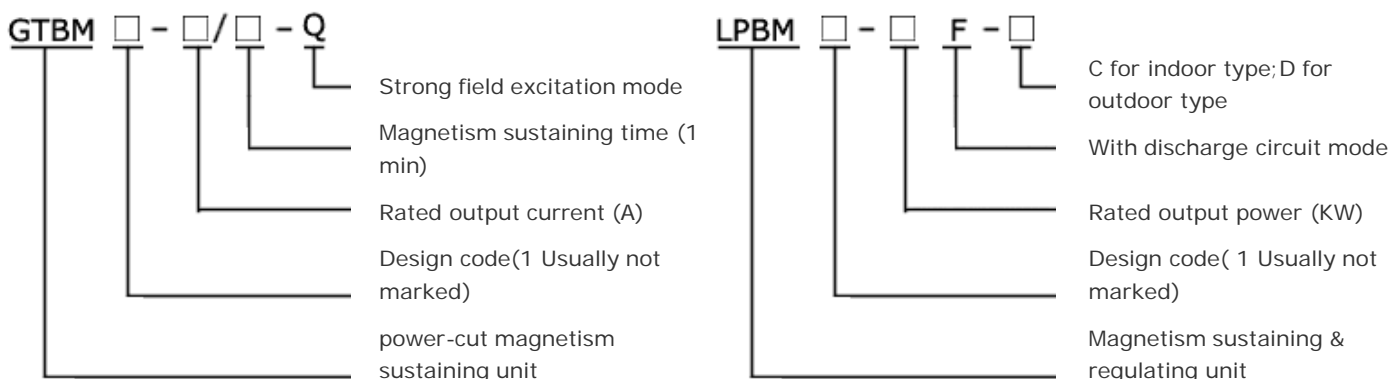 GTBM □ - □/□ - Q
Strong field excitation mode
Magnetism sustaining time (1
min)
Rated output current (A)
Design code(1 Usually not
marked)
power-cut magnetism
sustaining unit
LPBM □ - □ F - □
C for indoor type;D for
outdoor type
With discharge circuit mode
Rated output power (KW)
Design code( 1 Usually not
marked)
Magnetism sustaining &
regulating unit